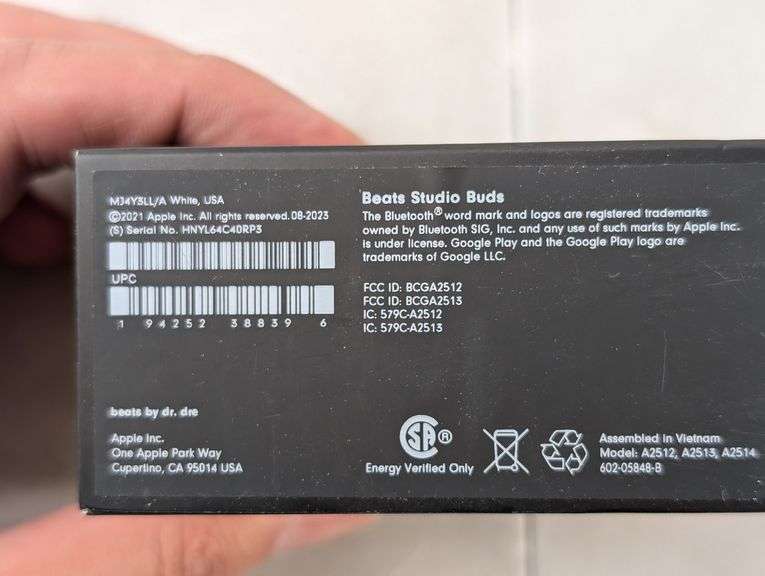 MJ4Y3LL/A White, USA
©2021 Apple Inc. All rights reserved. 08-2023
(S) Serial No. HNYL64C40RP3
UPC
1 94252 38839 6
beats by dr. dre
Apple Inc.
One Apple Park Way
Cupertino, CA 95014 USA
Beats Studio Buds
The Bluetooth® word mark and logos are registered trademarks
owned by Bluetooth SIG, Inc. and any use of such marks by Apple Inc.
is under license. Google Play and the Google Play logo are
trademarks of Google LLC.
FCC ID: BCGA2512
FCC ID: BCGA2513
IC: 579C-A2512
IC: 579C-A2513
SA ®
Energy Verified Only
Assembled in Vietnam
Model: A2512, A2513, A2514
602-05848-B